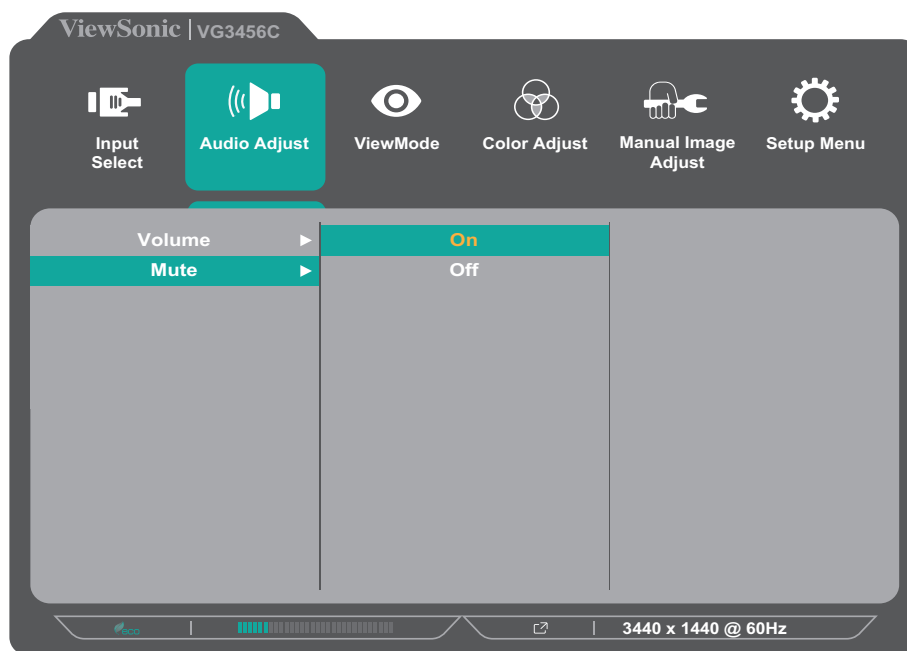 ViewSonic | VG3456C
Input Select
Audio Adjust
ViewMode
Color Adjust
Manual Image Adjust
Setup Menu
Volume
On
Mute
Off
eco
3440 x 1440 @ 60Hz